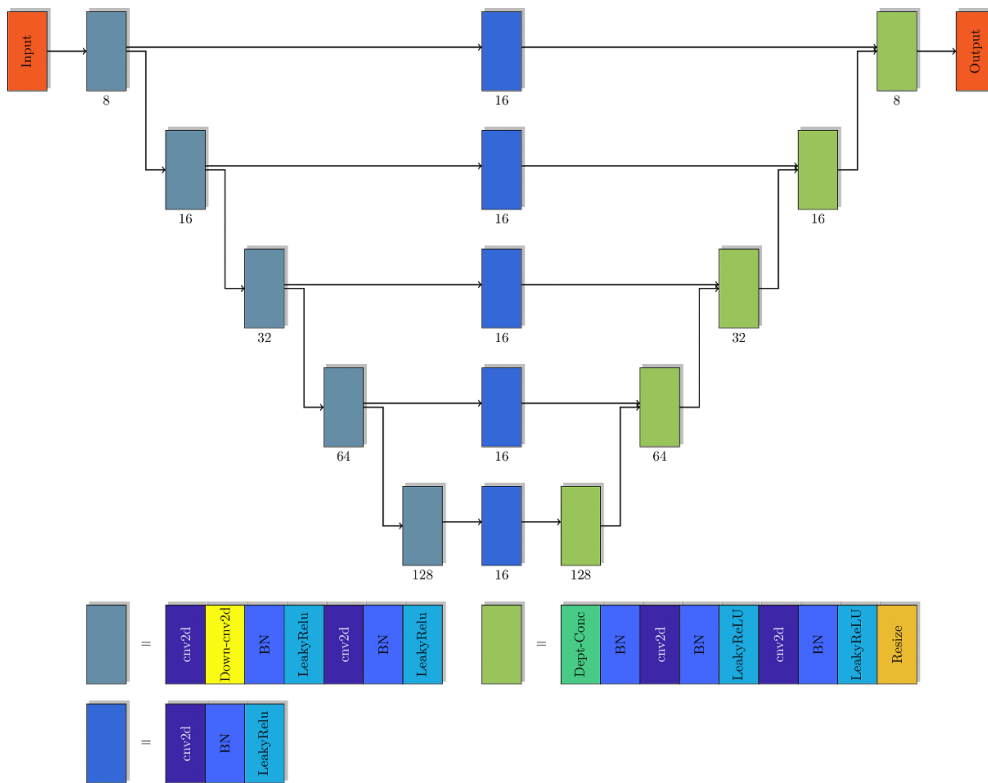 Input
Output
8
16
8
16
16
16
32
16
32
64
16
64
128
16
128
=
cnv2d
Down-cnv2d
BN
LeakyRelu
cnv2d
BN
LeakyRelu
=
Dept-Conc
BN
cnv2d
BN
LeakyReLU
cnv2d
BN
LeakyReLU
Resize
=
cnv2d
BN
LeakyRelu